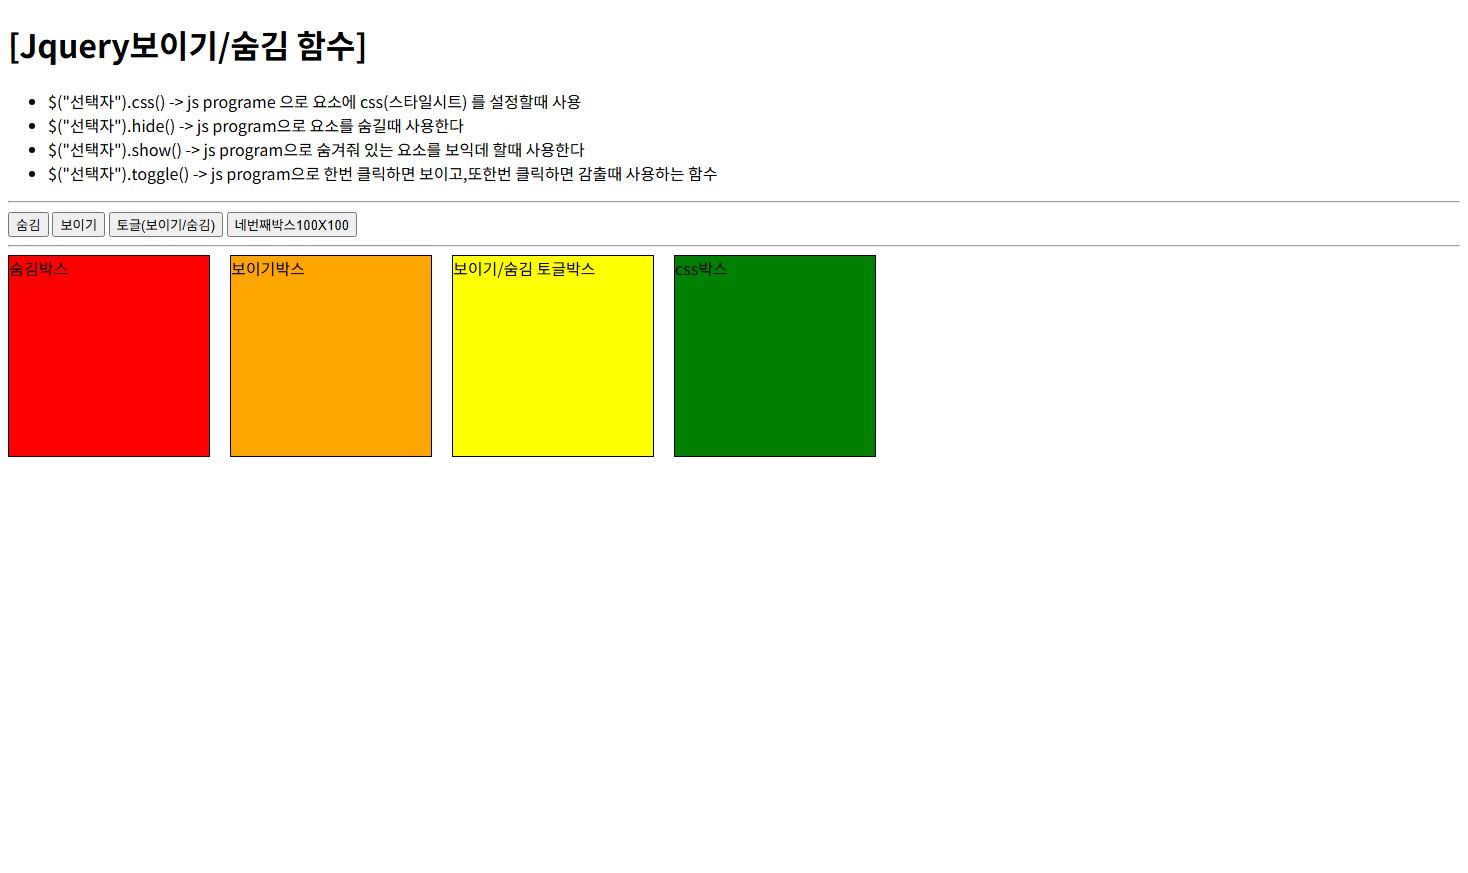 [Jquery보이기/숨김 함수]
$("선택자").css() -> js programe 으로 요소에 css(스타일시트) 를 설정할때 사용
$("선택자").hide() -> js program으로 요소를 숨길때 사용한다
$("선택자").show() -> js program으로 숨겨줘 있는 요소를 보익데 할때 사용한다
$("선택자").toggle() -> js program으로 한번 클릭하면 보이고,또한번 클릭하면 감출때 사용하는 함수
숨김 보이기 토글(보이기/숨김) 네번째박스100X100
숨김박스 보이기박스 보이기/숨김 토글박스 css박스